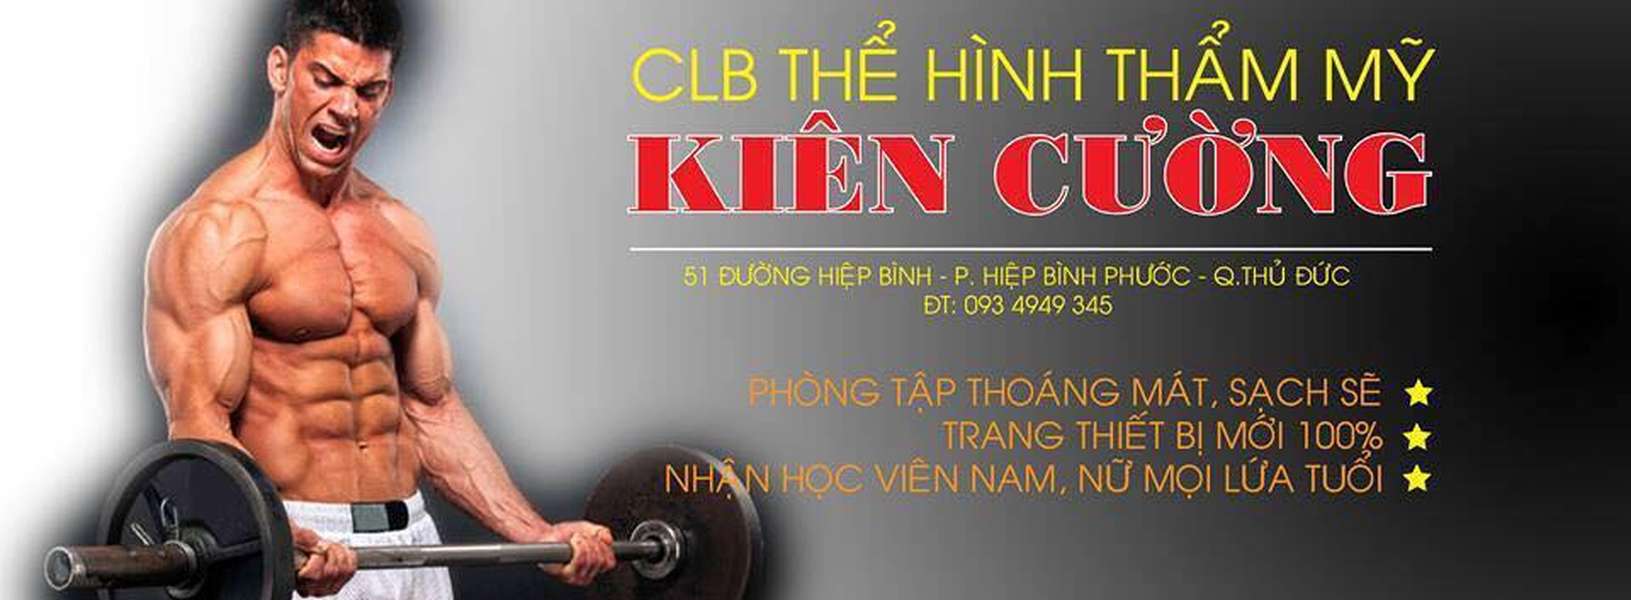 CLB THỂ HÌNH THẨM MỸ
KIÊN CƯỜNG
51 ĐƯỜNG HIỆP BÌNH - P. HIỆP BÌNH PHƯỚC - Q.THỦ ĐỨC
ĐT: 093 4949 345
PHÒNG TẬP THOÁNG MÁT, SẠCH SẼ
TRANG THIẾT BỊ MỚI 100%
NHẬN HỌC VIÊN NAM, NỮ MỌI LỨA TUỔI